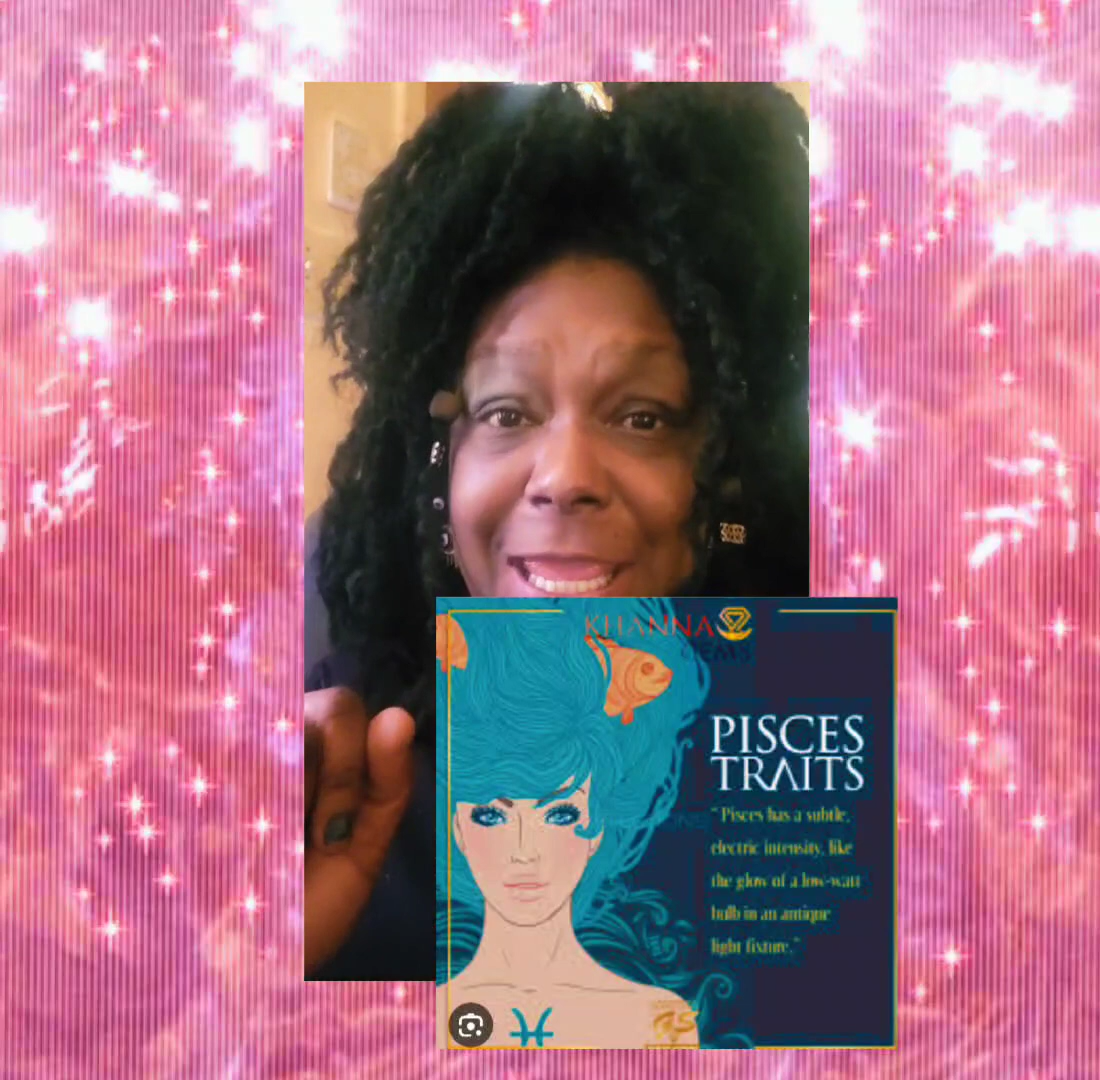 KHANNA
GEMS
PISCES
TRAITS
"Pisces has a subtle,
electric intensity, like
the glow of a low-watt
bulb in an antique
light fixture."